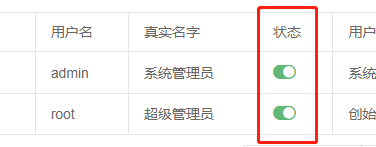 用户名 真实名字 状态 用户
admin 系统管理员 系统
root 超级管理员 创始